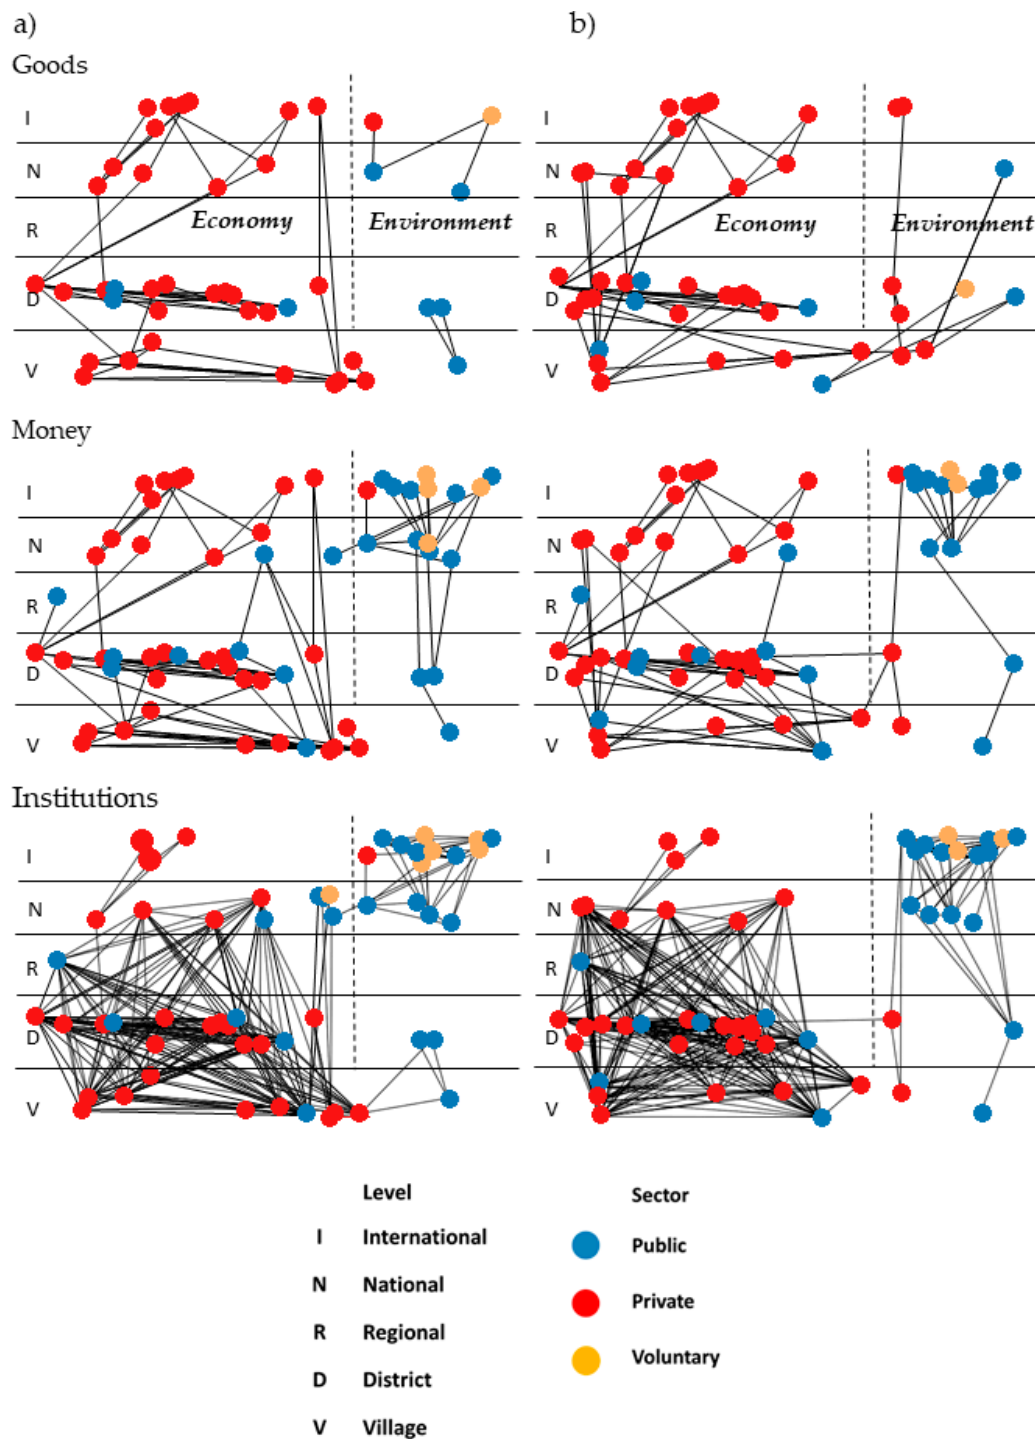 a) b)
Goods
I I
N N
Economy Environment Economy Environment
R R
D D
V V
Money
I I
N N
R R
D D
V V
Institutions
I I
N N
R R
D D
V V
Level Sector
I International Public
N National Private
R Regional Voluntary
D District
V Village